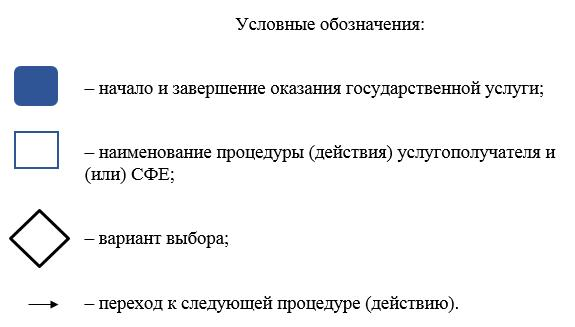 Условные обозначения:
– начало и завершение оказания государственной услуги;
– наименование процедуры (действия) услугополучателя и
(или) СФЕ;
– вариант выбора;
– переход к следующей процедуре (действию).